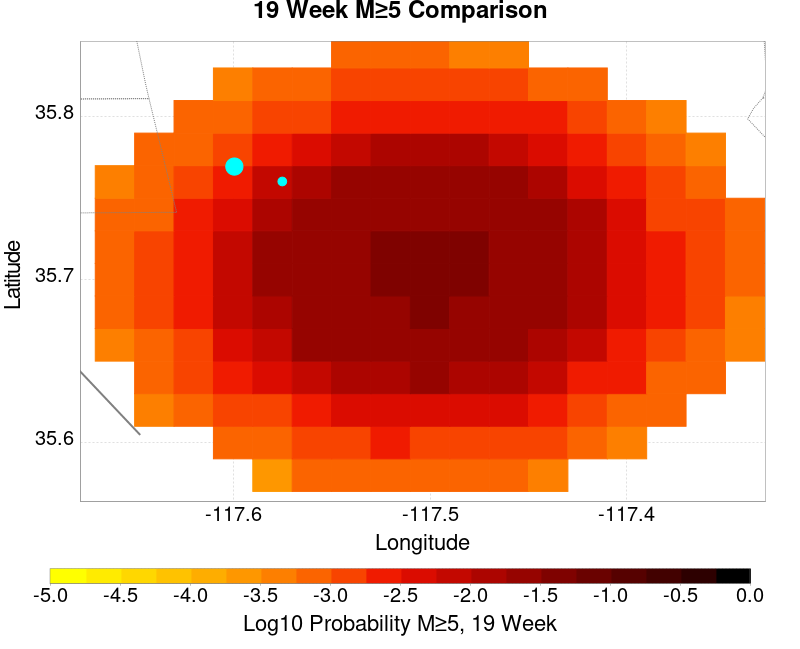 19 Week M≥5 Comparison
Latitude
35.8
35.7
35.6
-117.6 -117.5 -117.4
Longitude
-5.0 -4.5 -4.0 -3.5 -3.0 -2.5 -2.0 -1.5 -1.0 -0.5 0.0
Log10 Probability M≥5, 19 Week